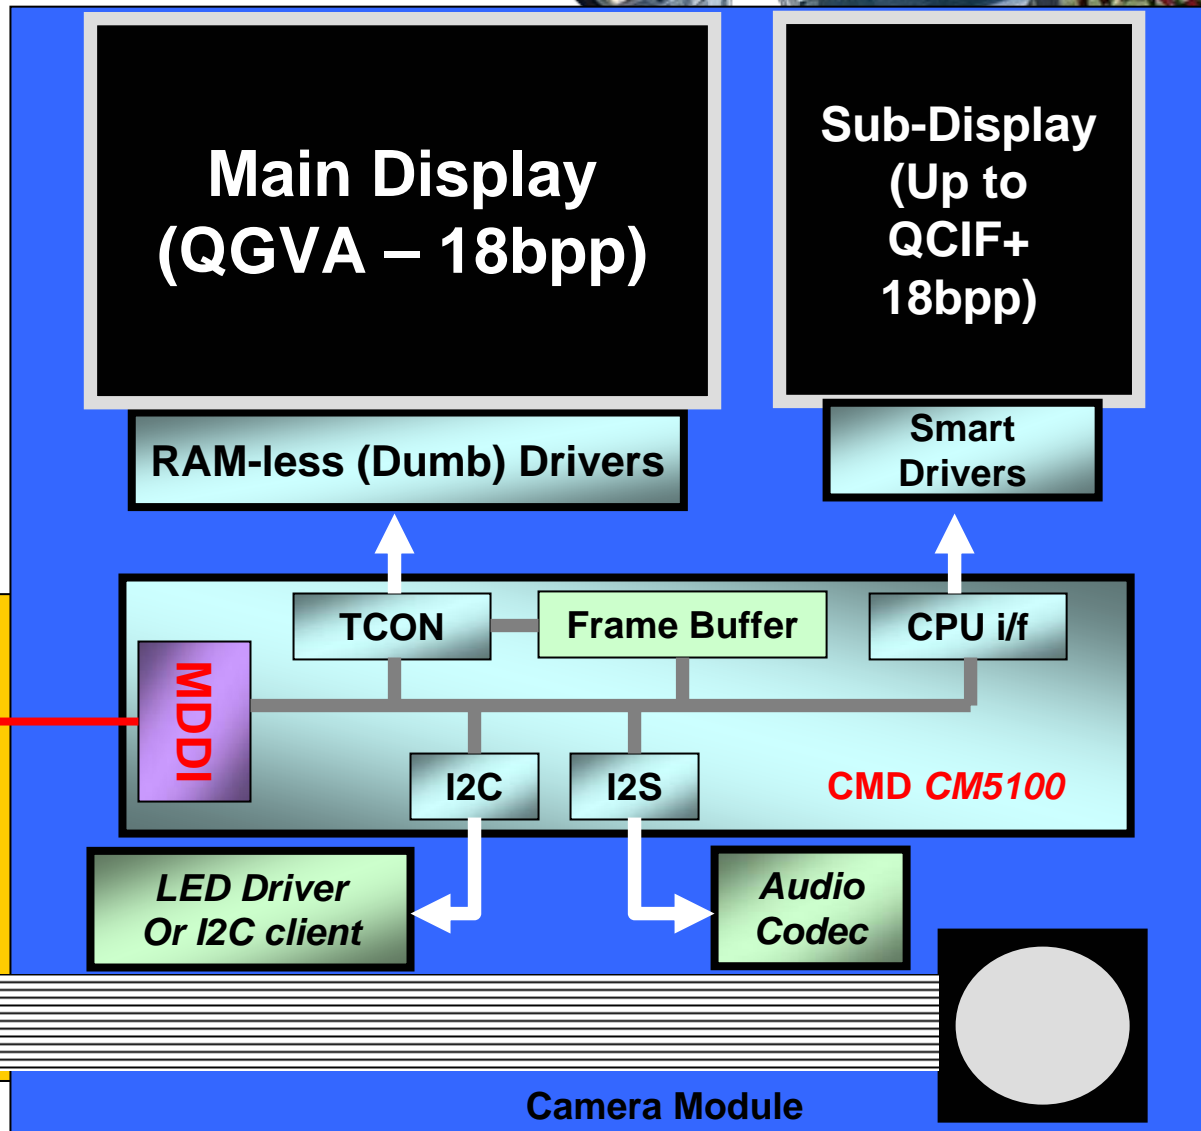 Main Display
(QGVA – 18bpp)
Sub-Display
(Up to
QCIF+
18bpp)
RAM-less (Dumb) Drivers
Smart
Drivers
TCON
Frame Buffer
CPU i/f
MDDI
I2C
I2S
CMD CM5100
LED Driver
Or I2C client
Audio
Codec
Camera Module